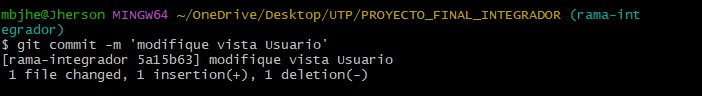 mbjhe@Jherson MINGW64 ~/OneDrive/Desktop/UTP/PROYECTO_FINAL_INTEGRADOR (rama-int
egrador)
$ git commit -m 'modifique vista Usuario'
[rama-integrador 5a15b63] modifique vista Usuario
 1 file changed, 1 insertion(+), 1 deletion(-)